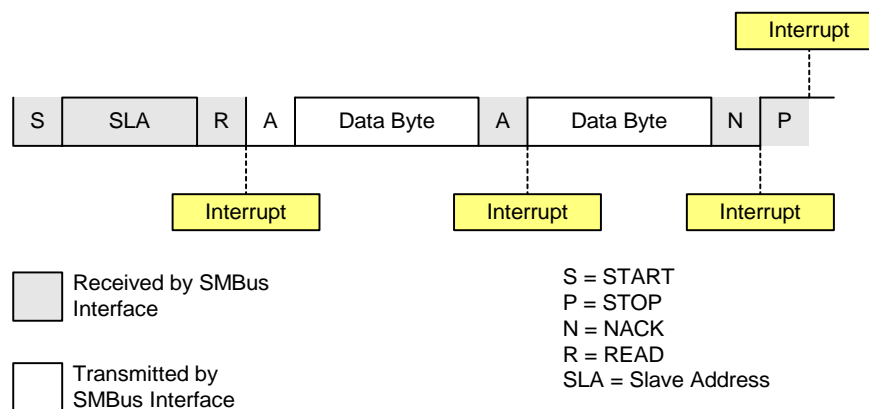 Interrupt
S SLA R A Data Byte A Data Byte N P
Interrupt Interrupt Interrupt
Received by SMBus
Interface
Transmitted by
SMBus Interface
S = START
P = STOP
N = NACK
R = READ
SLA = Slave Address